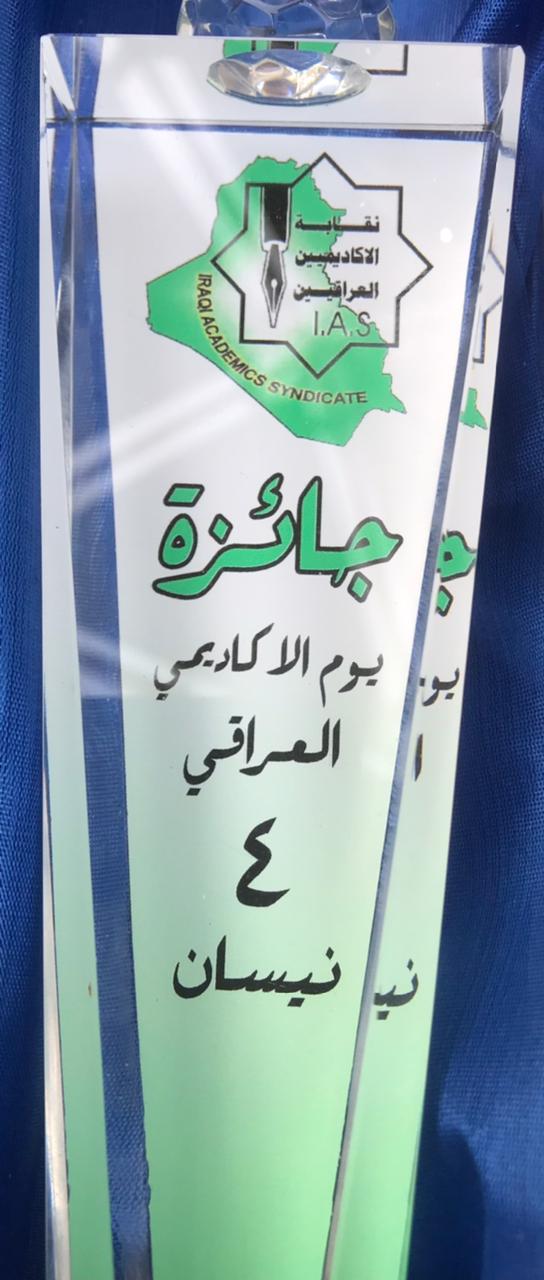 نقابة
الاكاديميين
العراقيين
I.A.S
IRAQI ACADEMICS SYNDICATE
جائزة
يوم الاكاديمي
العراقي
٤
نيسان